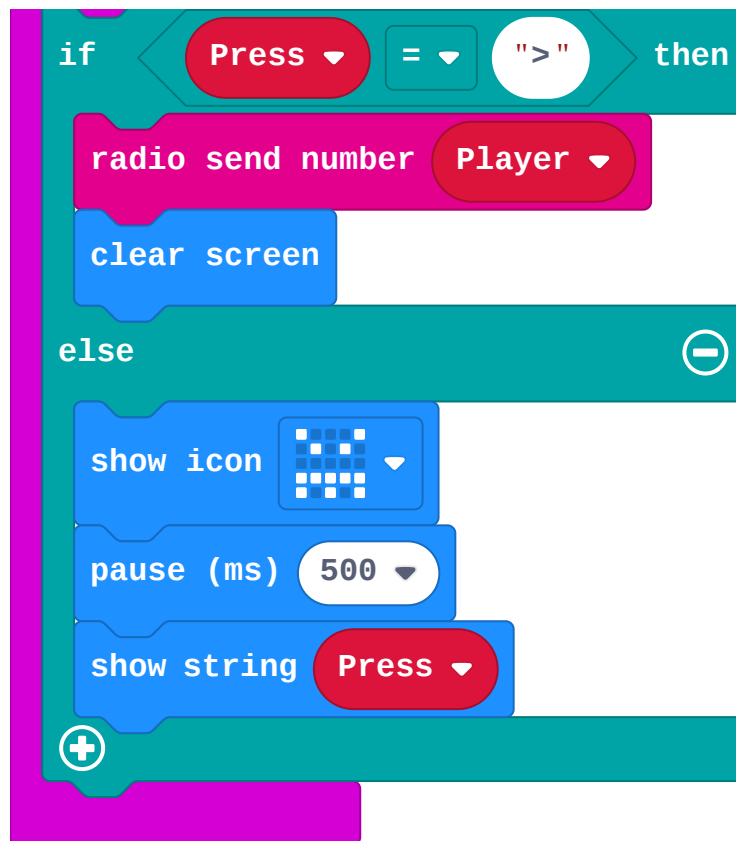 if Press = ">" then
radio send number Player
clear screen
else
show icon
pause (ms) 500
show string Press